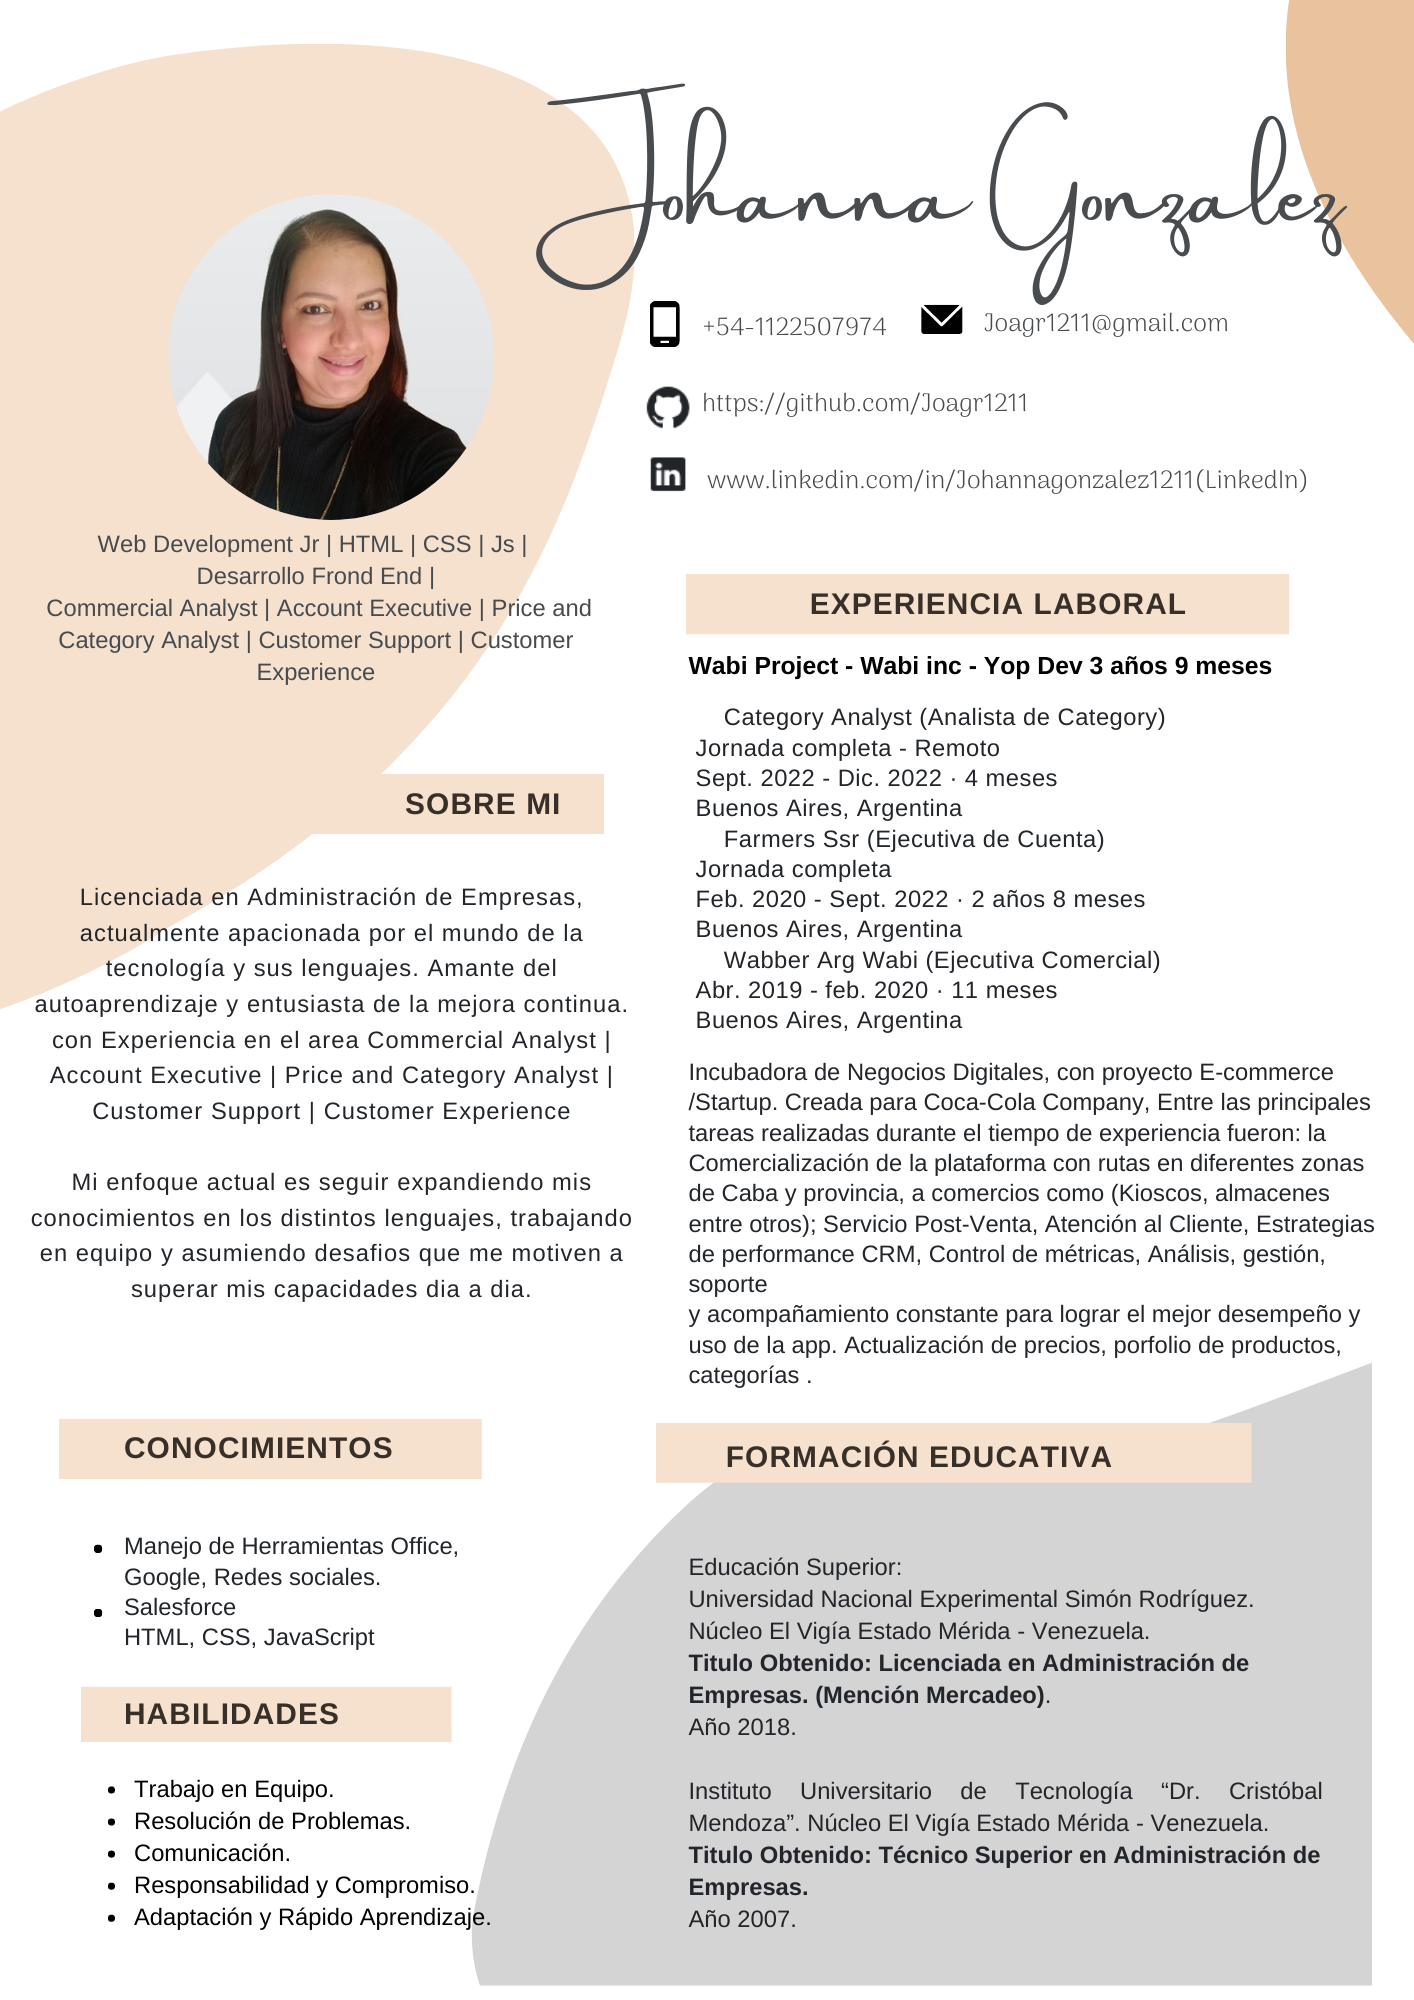 Johanna Gonzalez
+54-1122507974
Joagr1211@gmail.com
https://github.com/Joagr1211
www.linkedin.com/in/Johannagonzalez1211(LinkedIn)
Web Development Jr | HTML | CSS | Js |
Desarrollo Frond End |
Commercial Analyst | Account Executive | Price and
Category Analyst | Customer Support | Customer
Experience
SOBRE MI
Licenciada en Administración de Empresas,
actualmente apacionada por el mundo de la
tecnología y sus lenguajes. Amante del
autoaprendizaje y entusiasta de la mejora continua.
con Experiencia en el area Commercial Analyst |
Account Executive | Price and Category Analyst |
Customer Support | Customer Experience
Mi enfoque actual es seguir expandiendo mis
conocimientos en los distintos lenguajes, trabajando
en equipo y asumiendo desafios que me motiven a
superar mis capacidades dia a dia.
CONOCIMIENTOS
• Manejo de Herramientas Office,
Google, Redes sociales.
• Salesforce
HTML, CSS, JavaScript
HABILIDADES
• Trabajo en Equipo.
• Resolución de Problemas.
• Comunicación.
• Responsabilidad y Compromiso.
• Adaptación y Rápido Aprendizaje.
EXPERIENCIA LABORAL
Wabi Project - Wabi inc - Yop Dev 3 años 9 meses
Category Analyst (Analista de Category)
Jornada completa - Remoto
Sept. 2022 - Dic. 2022 · 4 meses
Buenos Aires, Argentina
Farmers Ssr (Ejecutiva de Cuenta)
Jornada completa
Feb. 2020 - Sept. 2022 · 2 años 8 meses
Buenos Aires, Argentina
Wabber Arg Wabi (Ejecutiva Comercial)
Abr. 2019 - feb. 2020 · 11 meses
Buenos Aires, Argentina
Incubadora de Negocios Digitales, con proyecto E-commerce
/Startup. Creada para Coca-Cola Company, Entre las principales
tareas realizadas durante el tiempo de experiencia fueron: la
Comercialización de la plataforma con rutas en diferentes zonas
de Caba y provincia, a comercios como (Kioscos, almacenes
entre otros); Servicio Post-Venta, Atención al Cliente, Estrategias
de performance CRM, Control de métricas, Análisis, gestión,
soporte
y acompañamiento constante para lograr el mejor desempeño y
uso de la app. Actualización de precios, porfolio de productos,
categorías .
FORMACIÓN EDUCATIVA
Educación Superior:
Universidad Nacional Experimental Simón Rodríguez.
Núcleo El Vigía Estado Mérida - Venezuela.
Titulo Obtenido: Licenciada en Administración de
Empresas. (Mención Mercadeo).
Año 2018.
Instituto Universitario de Tecnología “Dr. Cristóbal
Mendoza”. Núcleo El Vigía Estado Mérida - Venezuela.
Titulo Obtenido: Técnico Superior en Administración de
Empresas.
Año 2007.